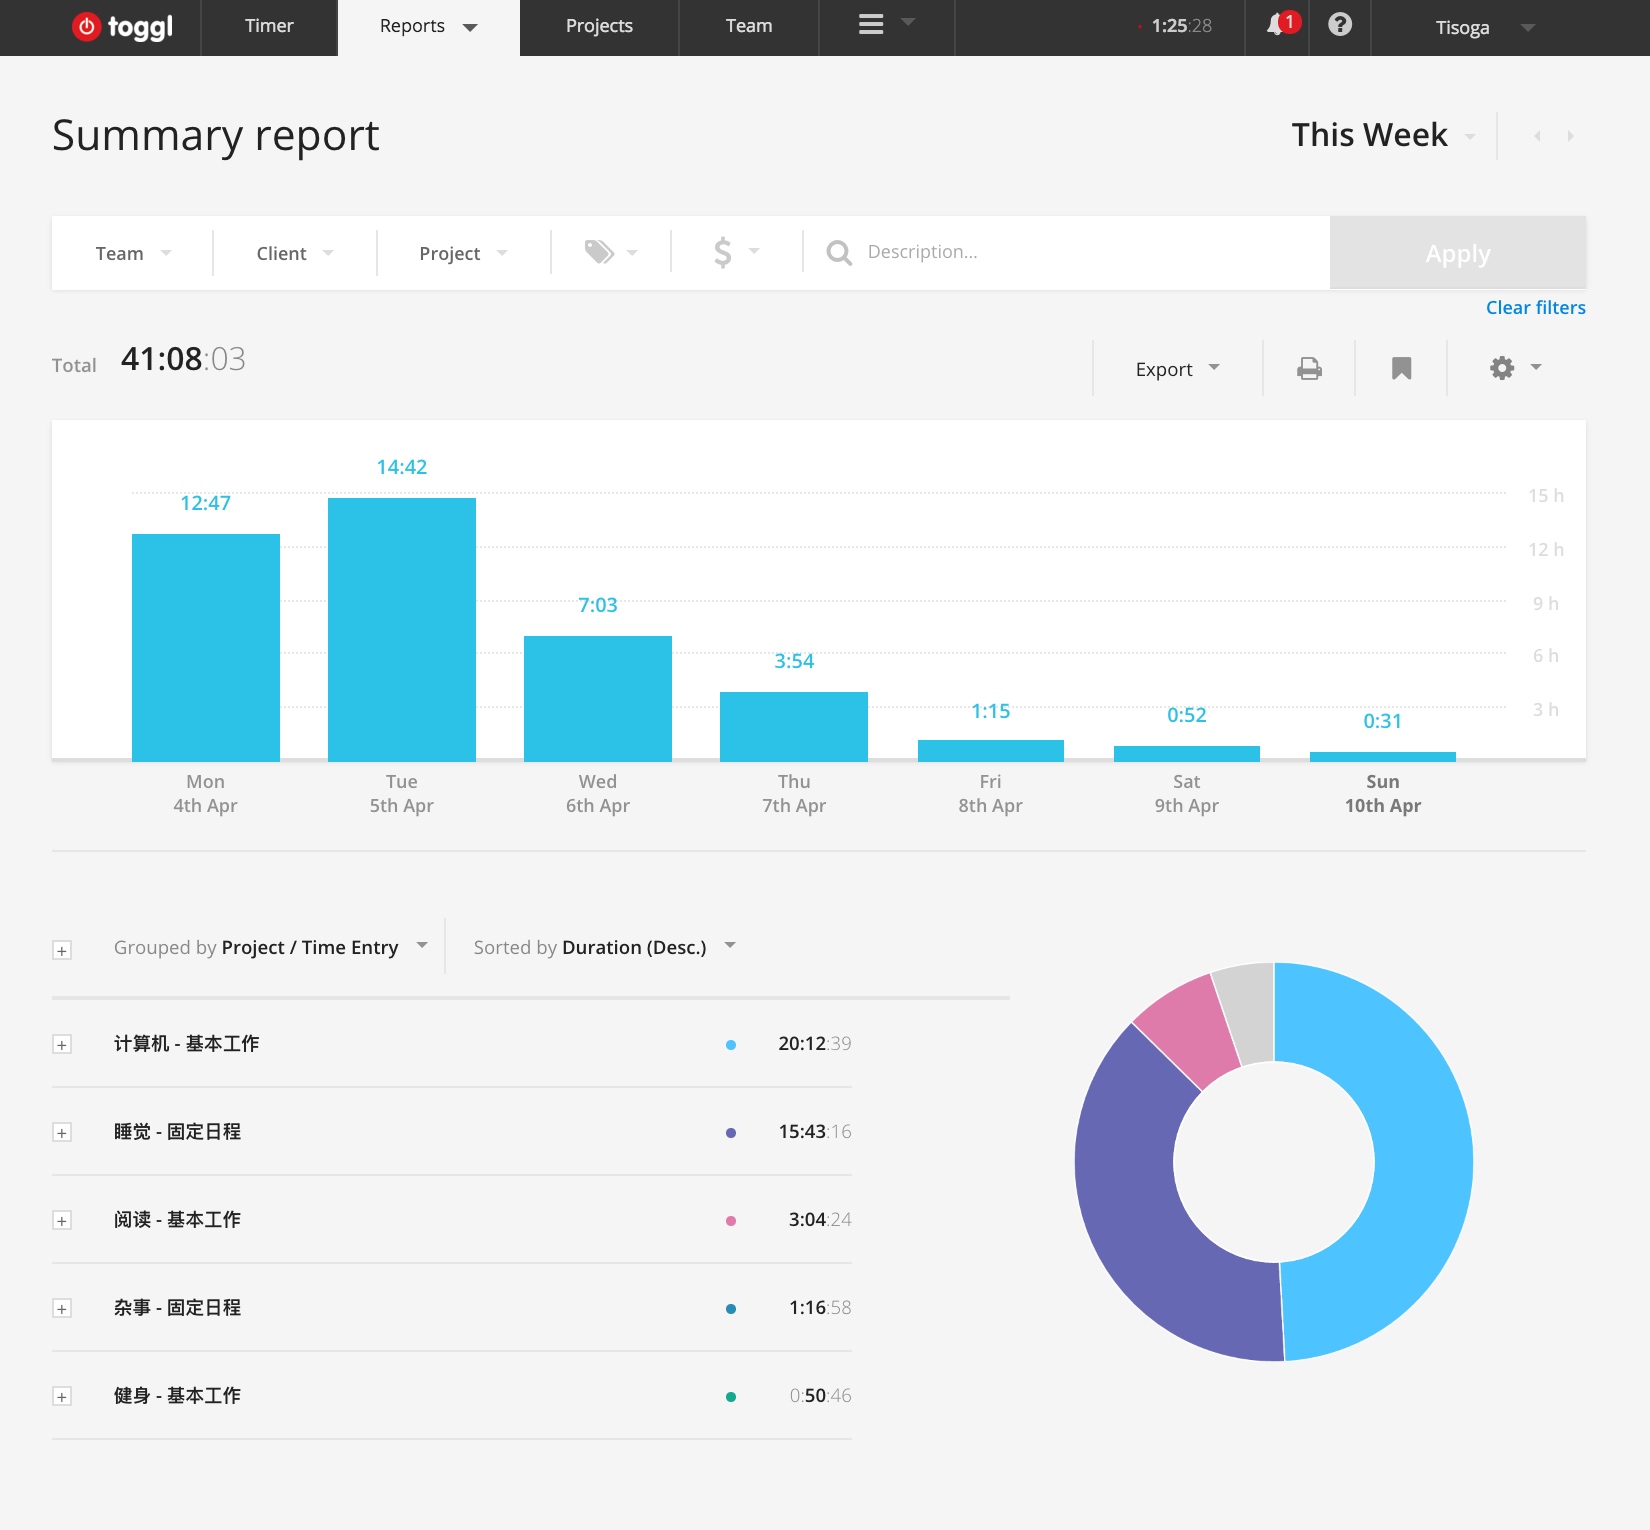 toggl Timer Reports Projects Team 1:25:28 1 ? Tisoga
Summary report This Week
Team Client Project $ Description... Apply
Clear filters
Total 41:08:03 Export
14:42
12:47
15 h
12 h
7:03
9 h
3:54
6 h
1:15
0:52
0:31
3 h
Mon Tue Wed Thu Fri Sat Sun
4th Apr 5th Apr 6th Apr 7th Apr 8th Apr 9th Apr 10th Apr
Grouped by Project / Time Entry Sorted by Duration (Desc.)
计算机 - 基本工作 20:12:39
睡觉 - 固定日程 15:43:16
阅读 - 基本工作 3:04:24
杂事 - 固定日程 1:16:58
健身 - 基本工作 0:50:46